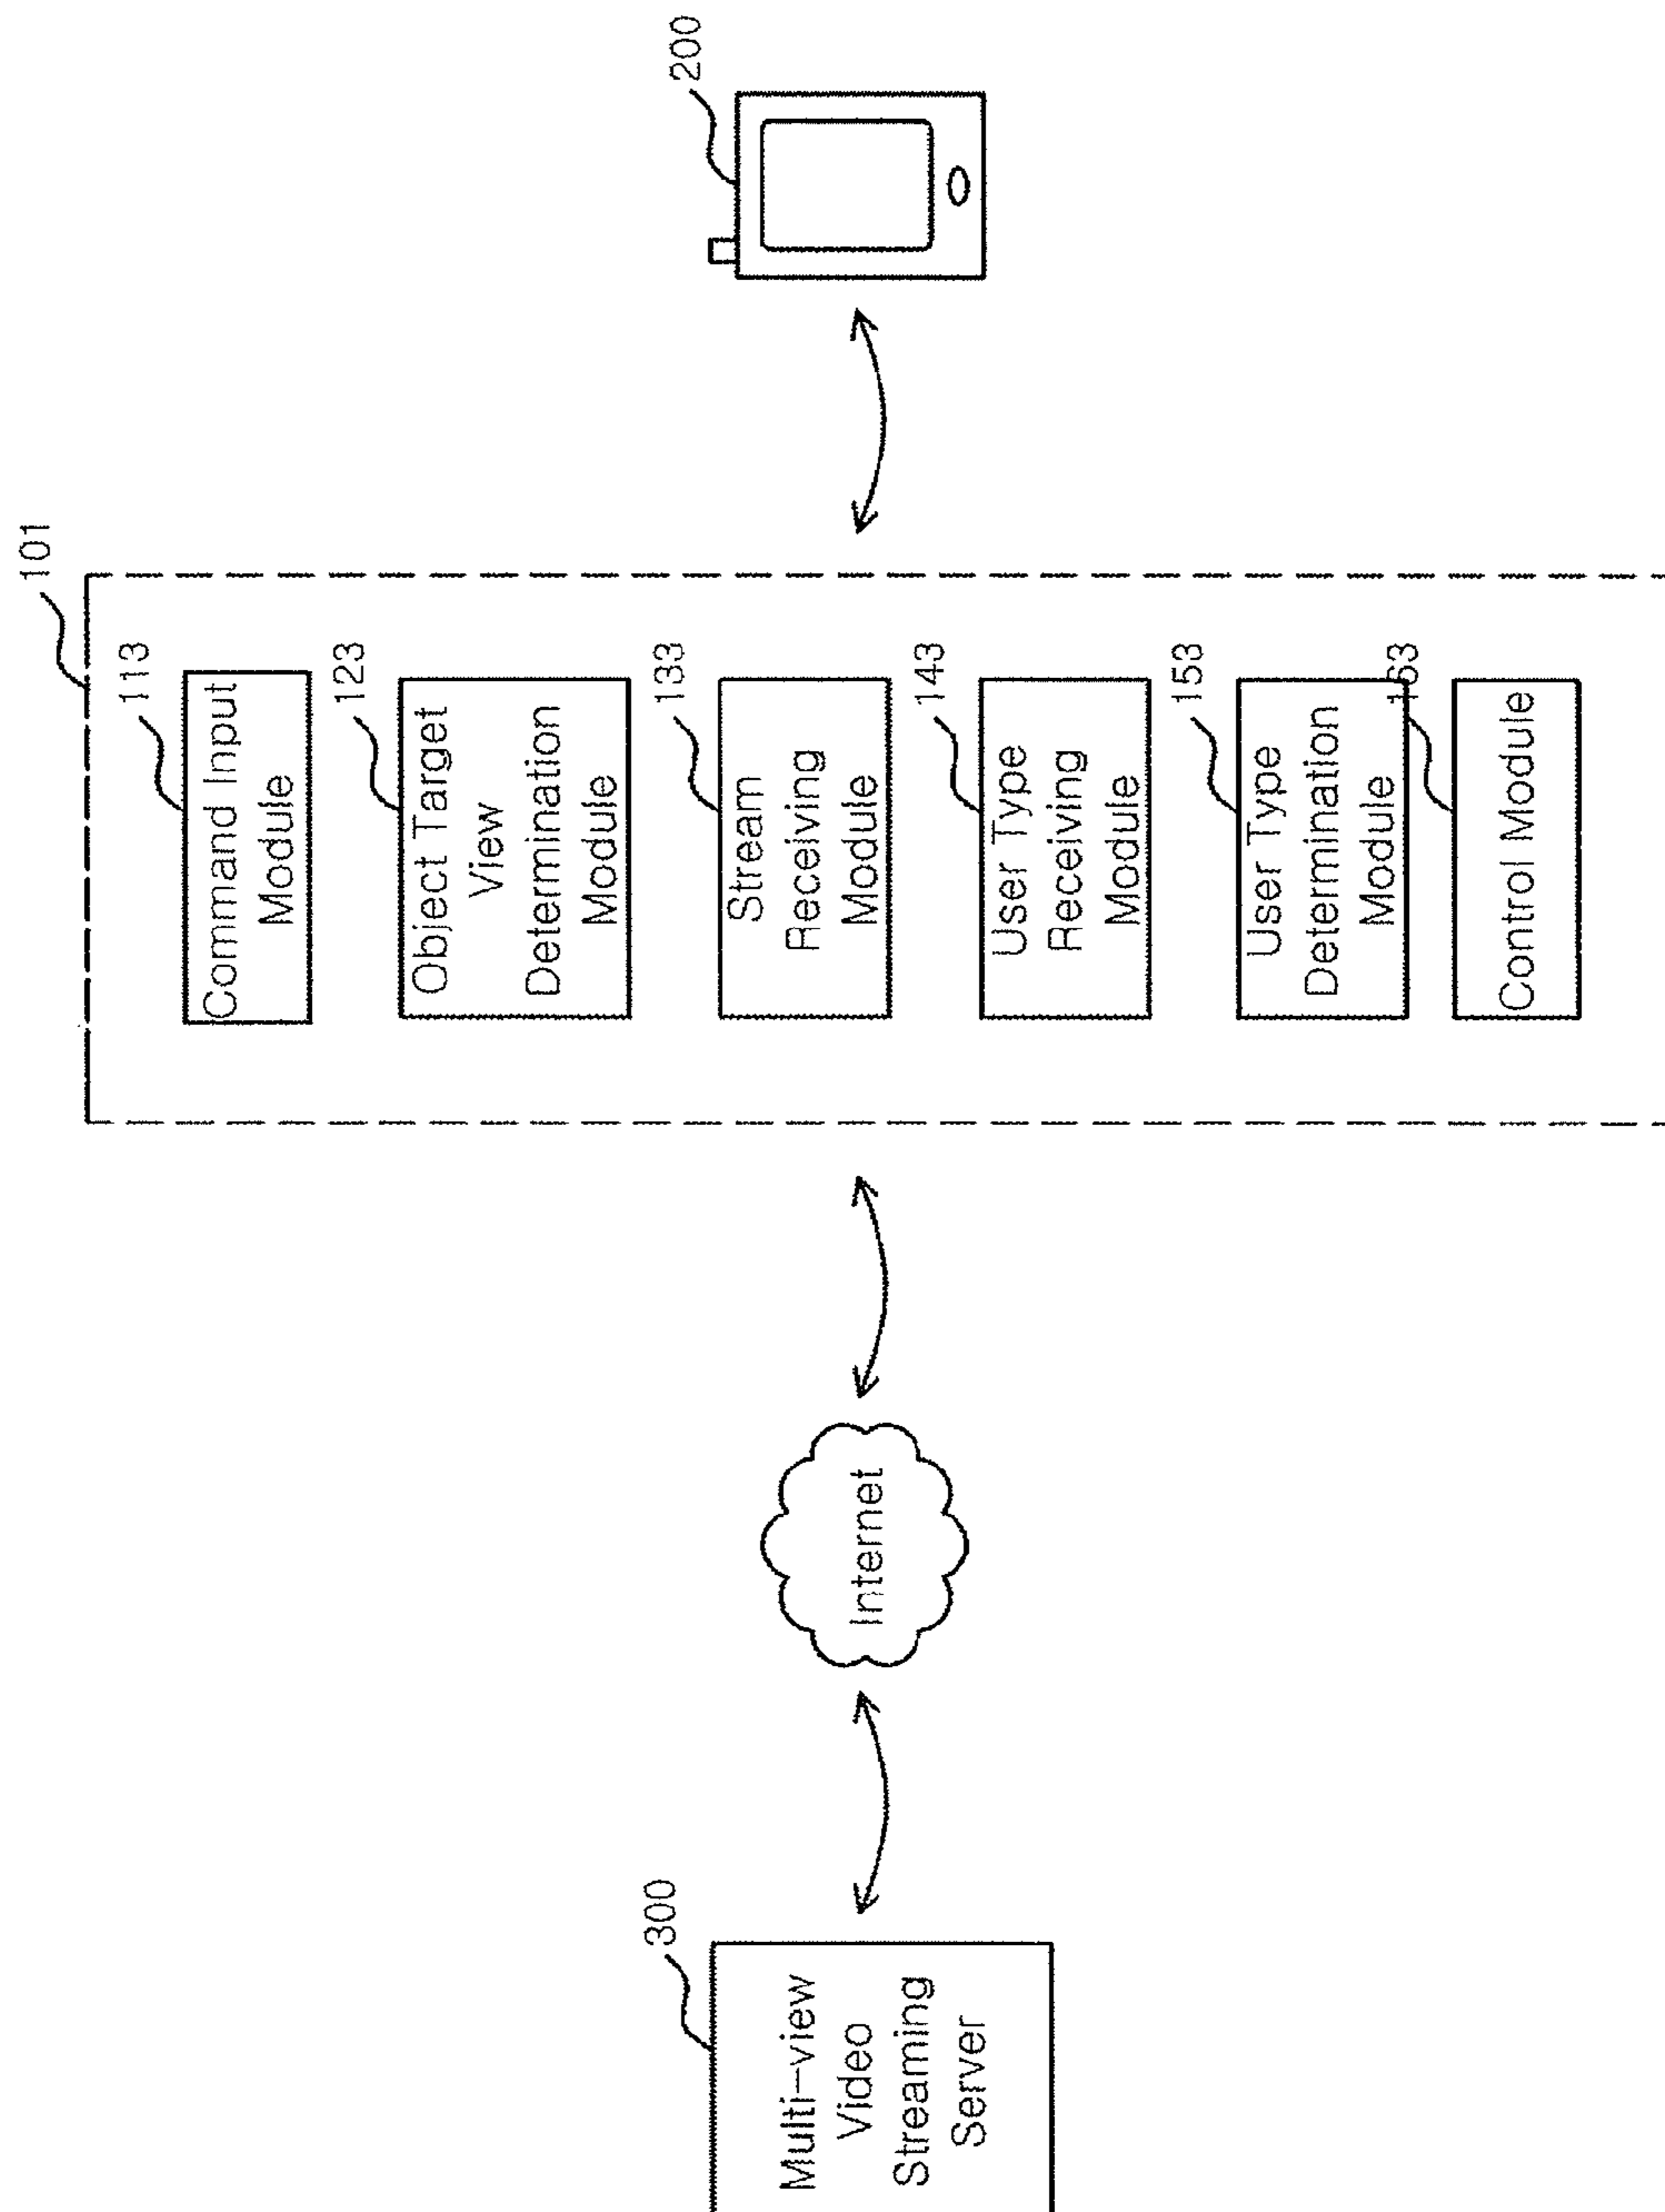 101
113
Command Input
Module
123
Object Target
View
Determination
Module
300
Multi-view
Video
Streaming
Server
Internet
133
Stream
Receiving
Module
200
143
User Type
Receiving
Module
153
User Type
Determination
Module
163
Control Module